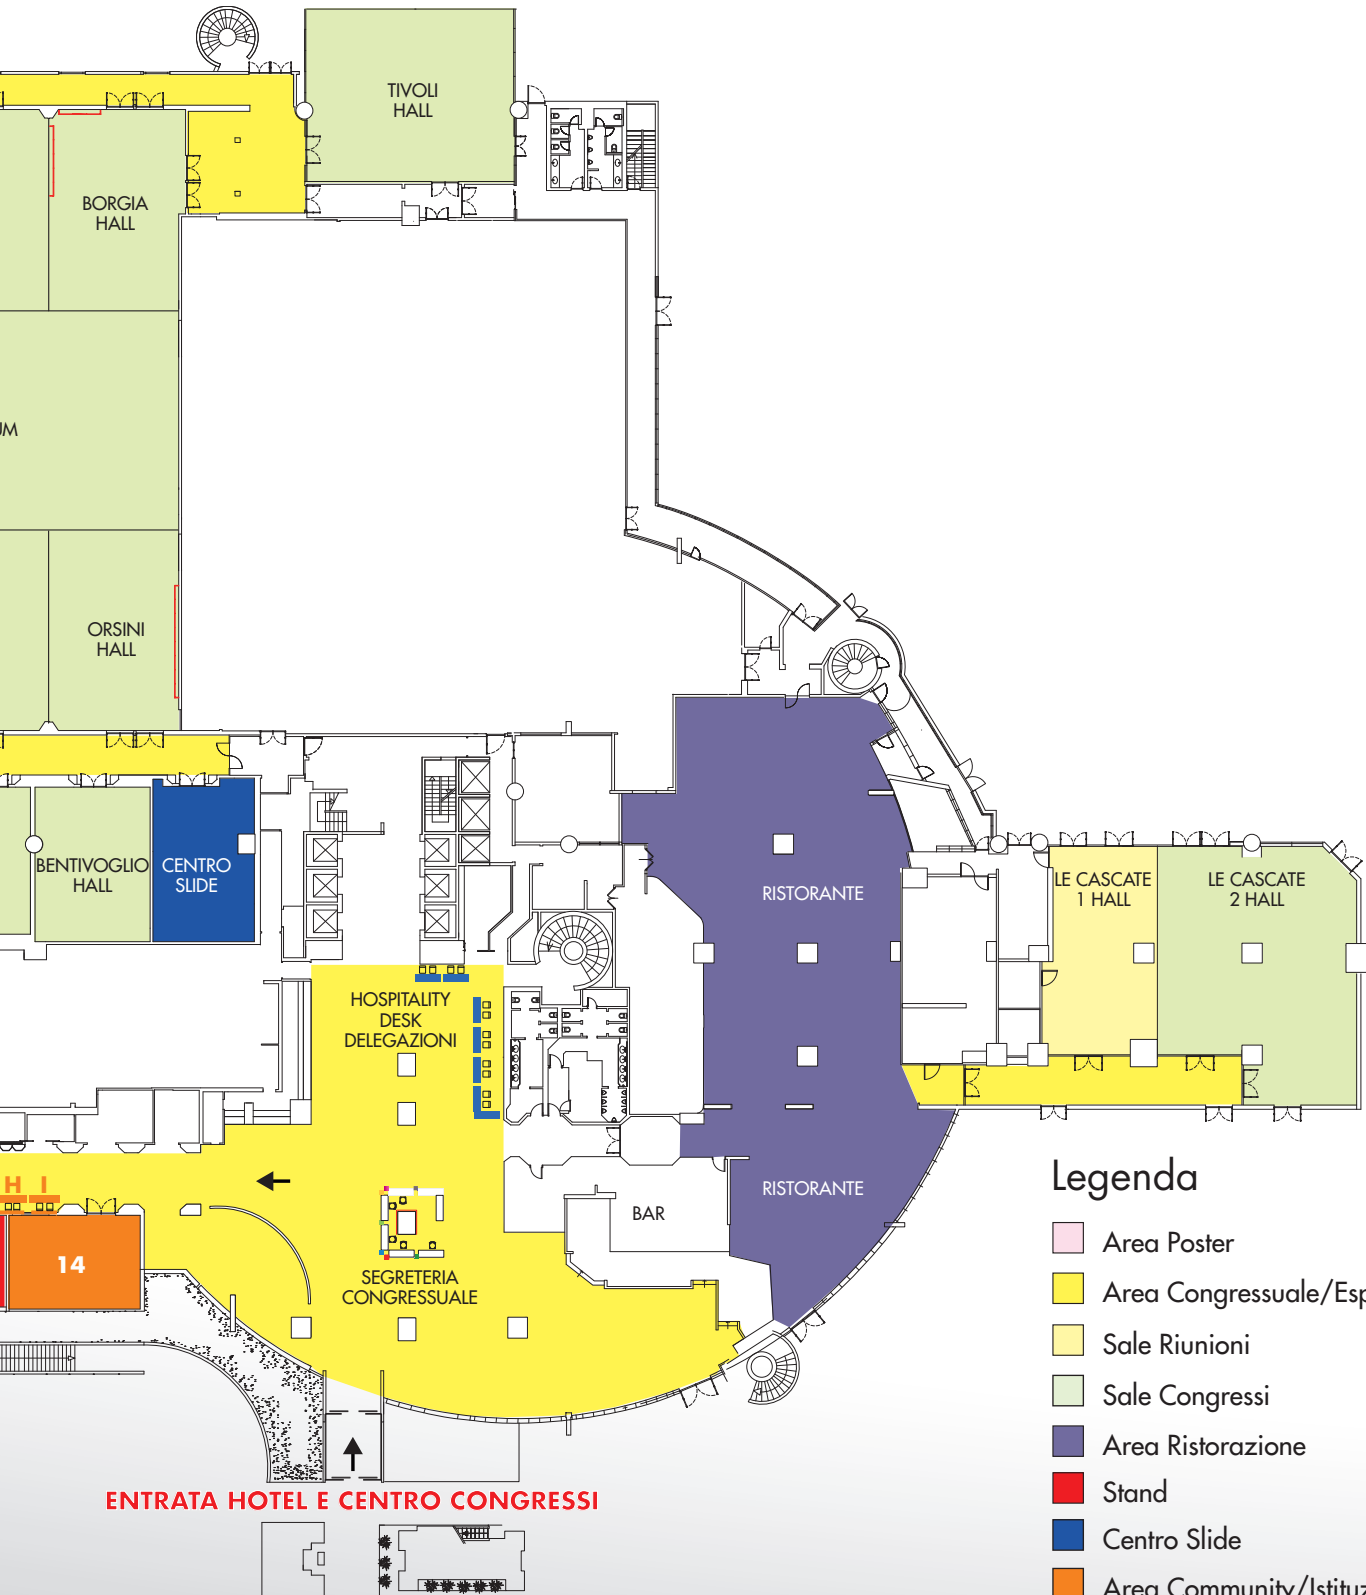 TIVOLI
HALL
BORGIA
HALL
UM
ORSINI
HALL
BENTIVOGLIO
HALL
CENTRO
SLIDE
RISTORANTE
LE CASCATE
1 HALL
LE CASCATE
2 HALL
HOSPITALITY
DESK
DELEGAZIONI
H I
14
BAR
RISTORANTE
SEGRETERIA
CONGRESSUALE
ENTRATA HOTEL E CENTRO CONGRESSI
Legenda
Area Poster
Area Congressuale/Esp
Sale Riunioni
Sale Congressi
Area Ristorazione
Stand
Centro Slide
Area Community/Istituz